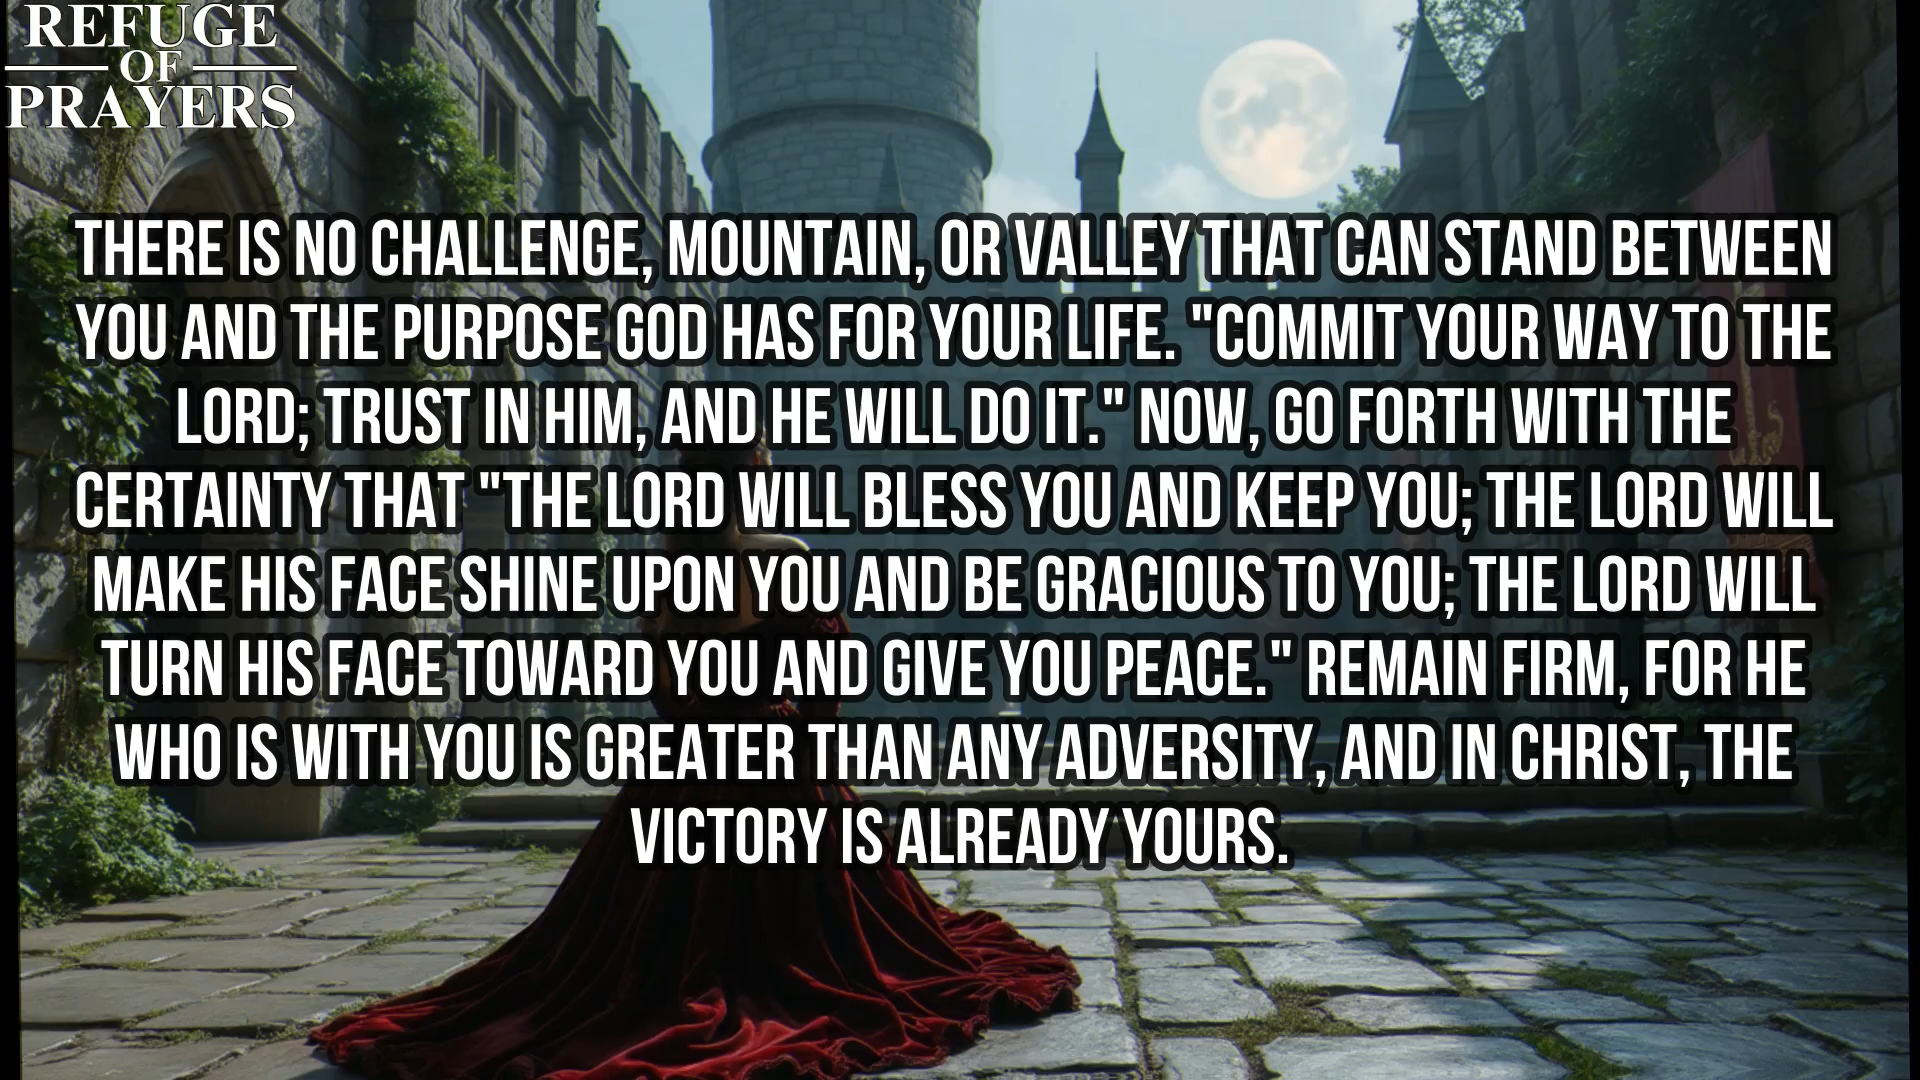 REFUGE
OF
PRAYERS
THERE IS NO CHALLENGE, MOUNTAIN, OR VALLEY THAT CAN STAND BETWEEN
YOU AND THE PURPOSE GOD HAS FOR YOUR LIFE. "COMMIT YOUR WAY TO THE
LORD; TRUST IN HIM, AND HE WILL DO IT." NOW, GO FORTH WITH THE
CERTAINTY THAT "THE LORD WILL BLESS YOU AND KEEP YOU; THE LORD WILL
MAKE HIS FACE SHINE UPON YOU AND BE GRACIOUS TO YOU; THE LORD WILL
TURN HIS FACE TOWARD YOU AND GIVE YOU PEACE." REMAIN FIRM, FOR HE
WHO IS WITH YOU IS GREATER THAN ANY ADVERSITY, AND IN CHRIST, THE
VICTORY IS ALREADY YOURS.